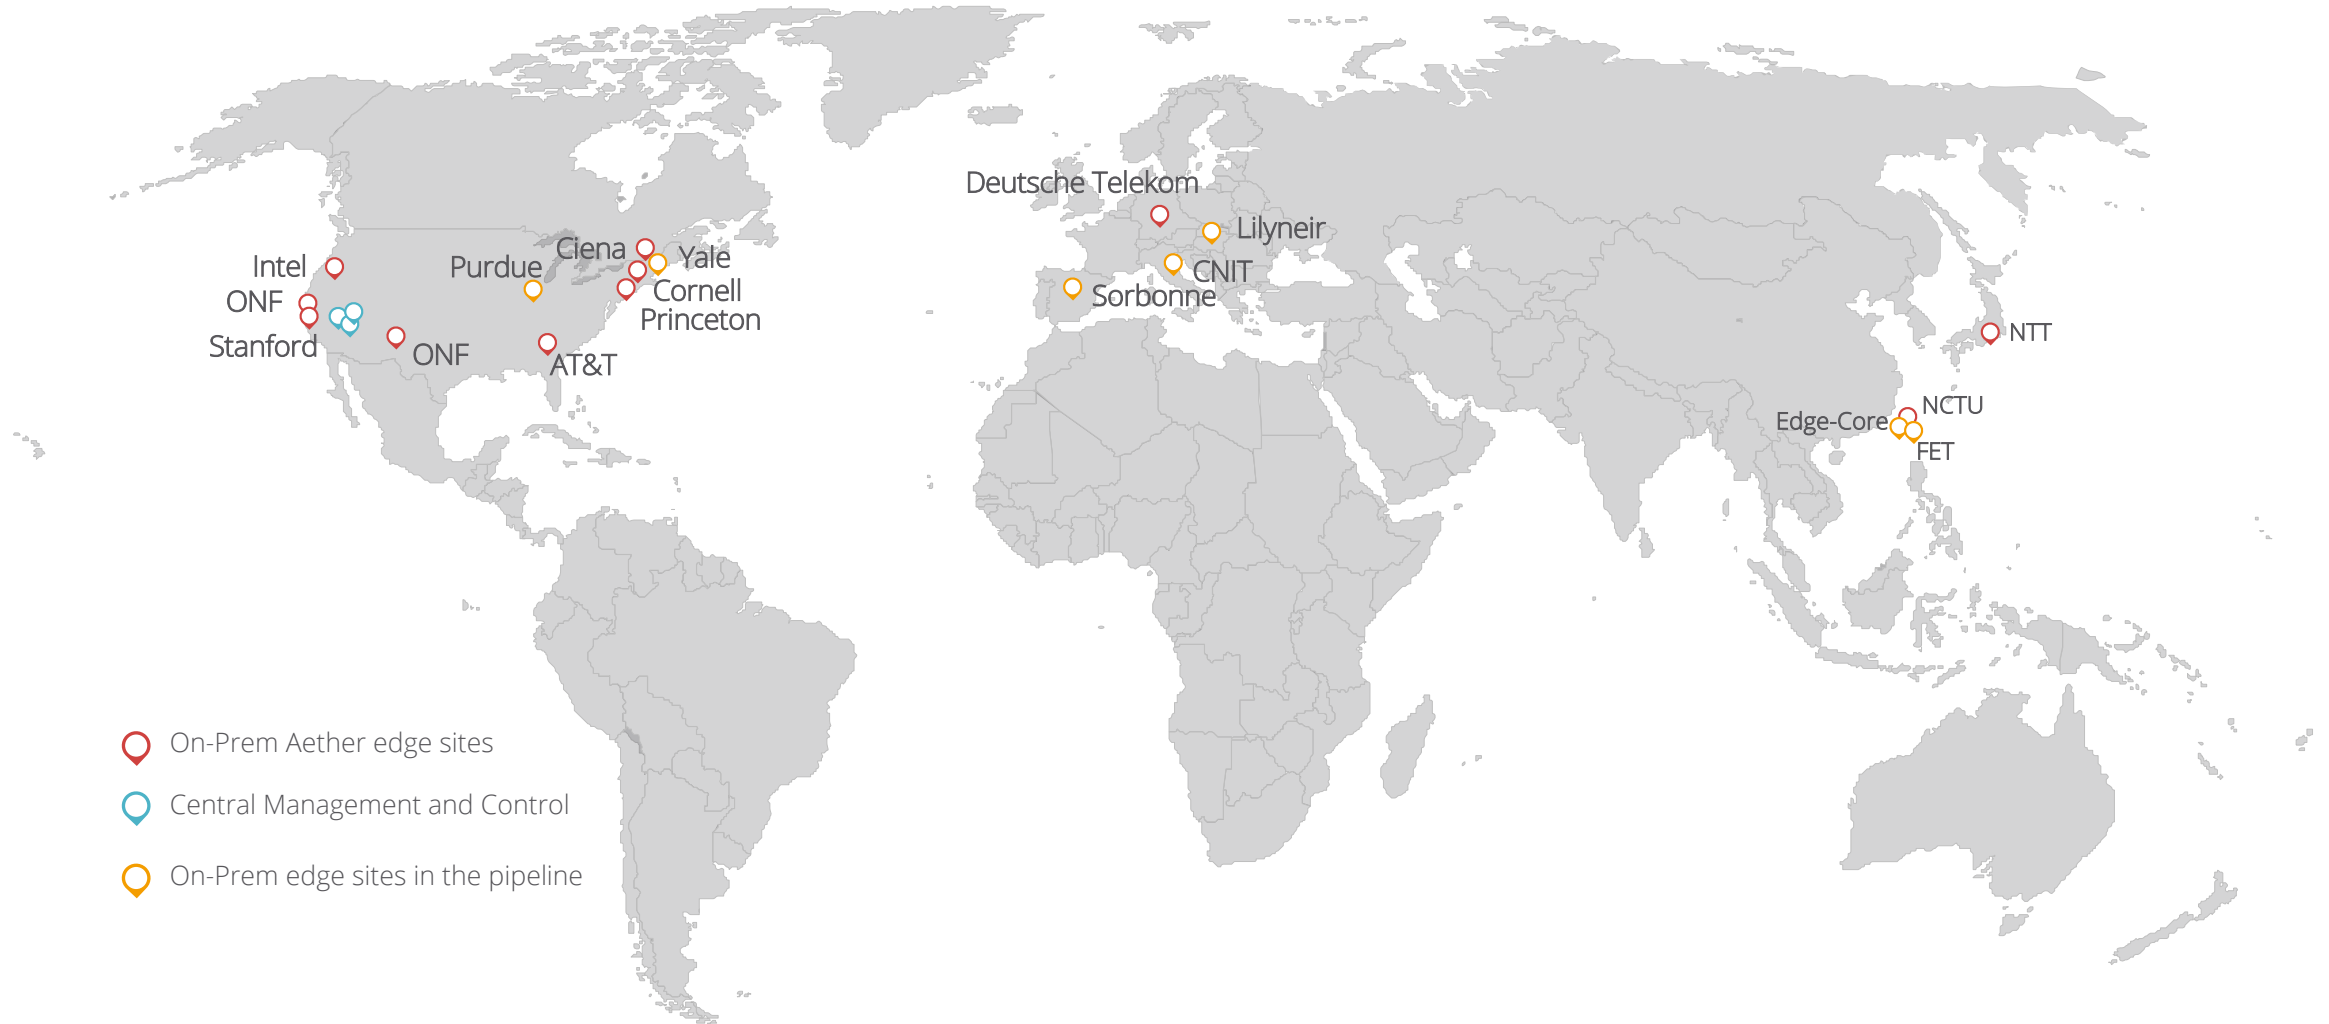 Deutsche Telekom
Lilyneir
Ciena
Yale
Intel
Purdue
CNIT
Cornell
Sorbonne
ONF
Princeton
NTT
Stanford
ONF
AT&T
NCTU
Edge-Core
FET
On-Prem Aether edge sites
Central Management and Control
On-Prem edge sites in the pipeline